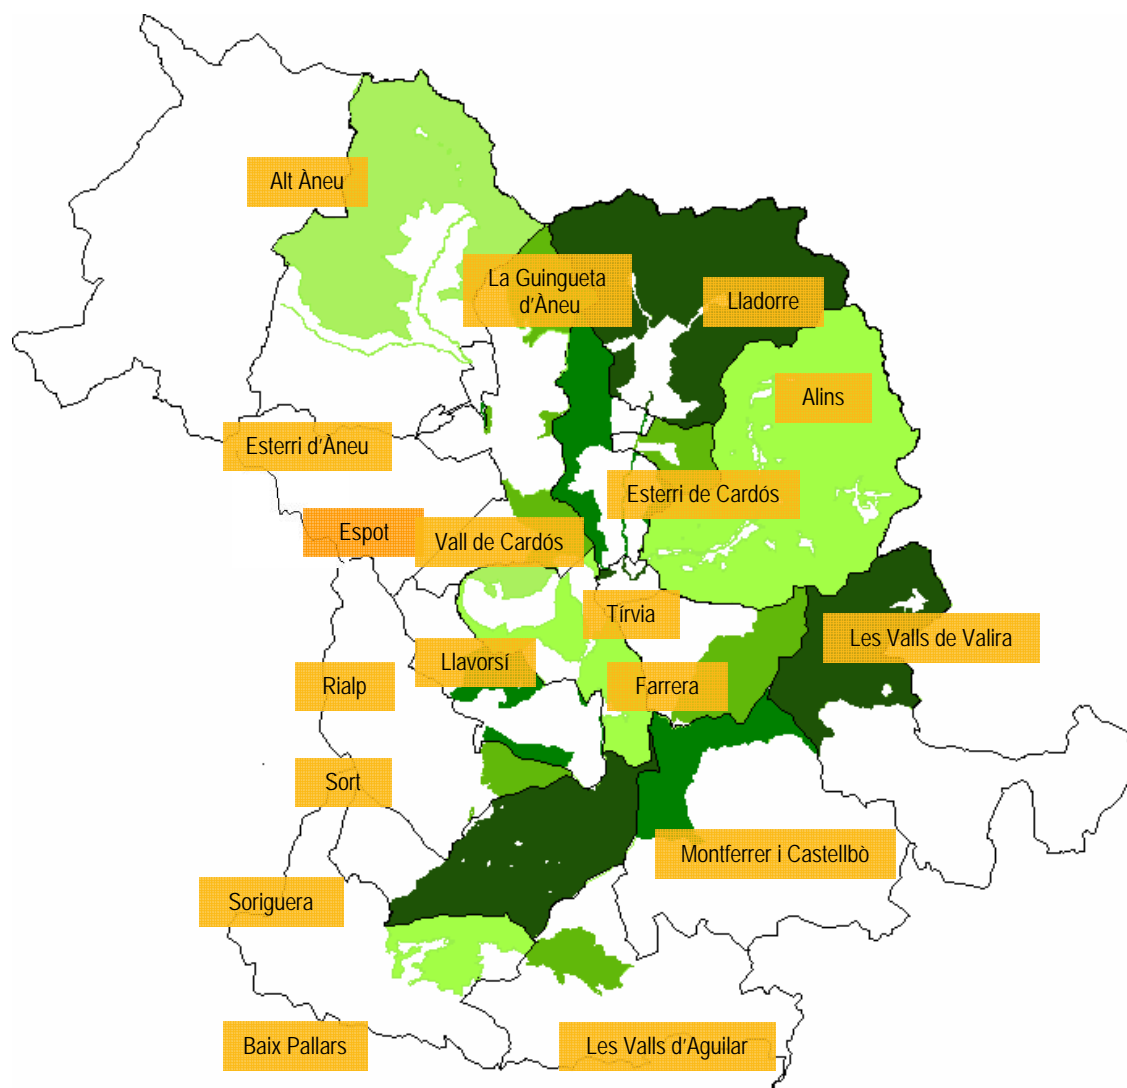 Alt Àneu
La Guingueta
d'Àneu
Lladorre
Alins
Esterri d'Àneu
Esterri de Cardós
Espot
Vall de Cardós
Tírvia
Les Valls de Valira
Llavorsí
Rialp
Farrera
Sort
Montferrer i Castellbò
Soriguera
Baix Pallars
Les Valls d'Aguilar